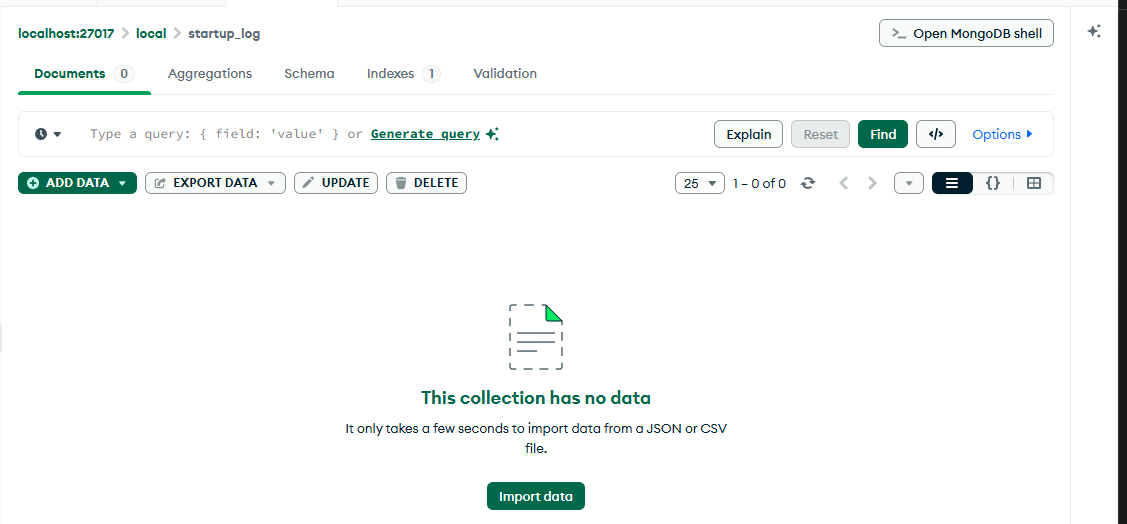 localhost:27017 > local > startup_log
>_ Open MongoDB shell
Documents 0 Aggregations Schema Indexes 1 Validation
Type a query: { field: 'value' } or Generate query
Explain Reset Find </> Options
ADD DATA EXPORT DATA UPDATE DELETE
25 1 – 0 of 0 {}
This collection has no data
It only takes a few seconds to import data from a JSON or CSV
file.
Import data